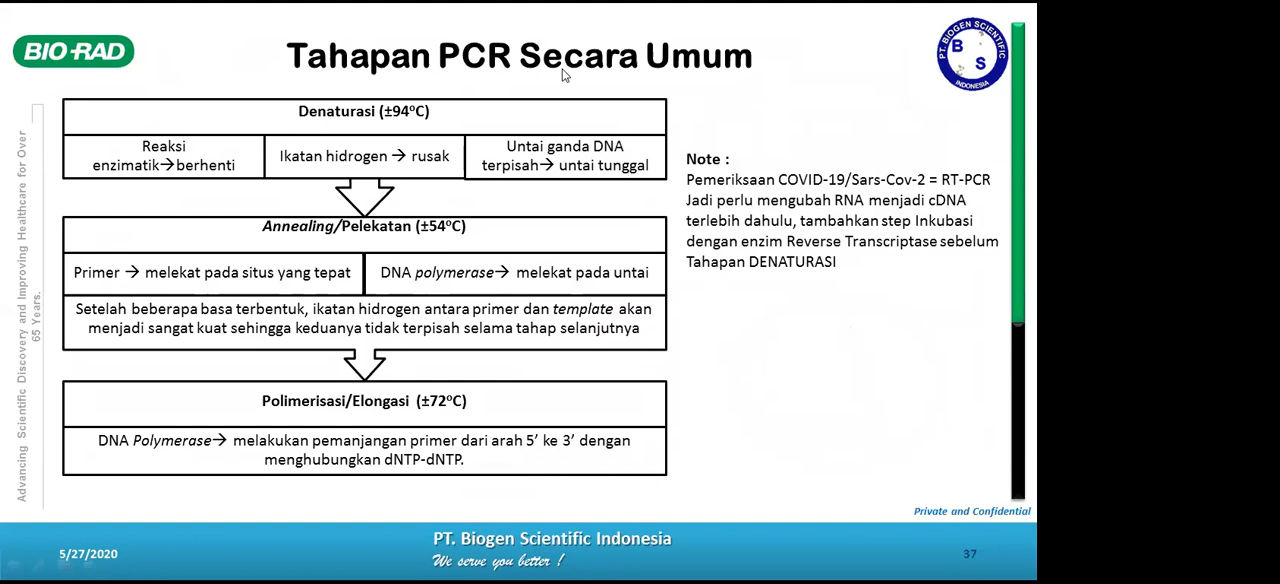 BIO-RAD
Tahapan PCR Secara Umum
PT. BIOGEN SCIENTIFIC
B
S
INDONESIA
Advancing Scientific Discovery and Improving Healthcare for Over
65 Years.
Denaturasi (±94°C)
Reaksi
enzimatik→berhenti
Ikatan hidrogen → rusak
Untai ganda DNA
terpisah→ untai tunggal
Annealing/Pelekatan (±54°C)
Primer → melekat pada situs yang tepat
DNA polymerase→ melekat pada untai
Setelah beberapa basa terbentuk, ikatan hidrogen antara primer dan template akan
menjadi sangat kuat sehingga keduanya tidak terpisah selama tahap selanjutnya
Polimerisasi/Elongasi (±72°C)
DNA Polymerase→ melakukan pemanjangan primer dari arah 5’ ke 3’ dengan
menghubungkan dNTP-dNTP.
Note :
Pemeriksaan COVID-19/Sars-Cov-2 = RT-PCR
Jadi perlu mengubah RNA menjadi cDNA
terlebih dahulu, tambahkan step Inkubasi
dengan enzim Reverse Transcriptase sebelum
Tahapan DENATURASI
Private and Confidential
5/27/2020
PT. Biogen Scientific Indonesia
We serve you better !
37